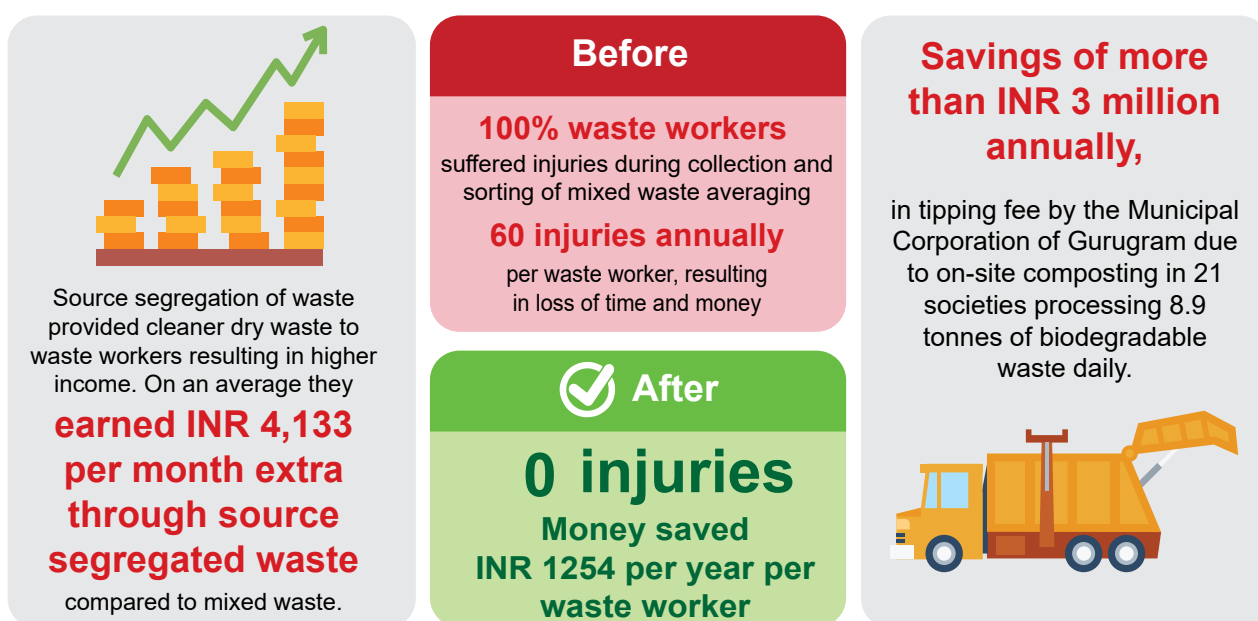 Source segregation of waste
provided cleaner dry waste to
waste workers resulting in higher
income. On an average they
earned INR 4,133
per month extra
through source
segregated waste
compared to mixed waste.
Before
100% waste workers
suffered injuries during collection and
sorting of mixed waste averaging
60 injuries annually
per waste worker, resulting
in loss of time and money
After
0 injuries
Money saved
INR 1254 per year per
waste worker
Savings of more
than INR 3 million
annually,
in tipping fee by the Municipal
Corporation of Gurugram due
to on-site composting in 21
societies processing 8.9
tonnes of biodegradable
waste daily.